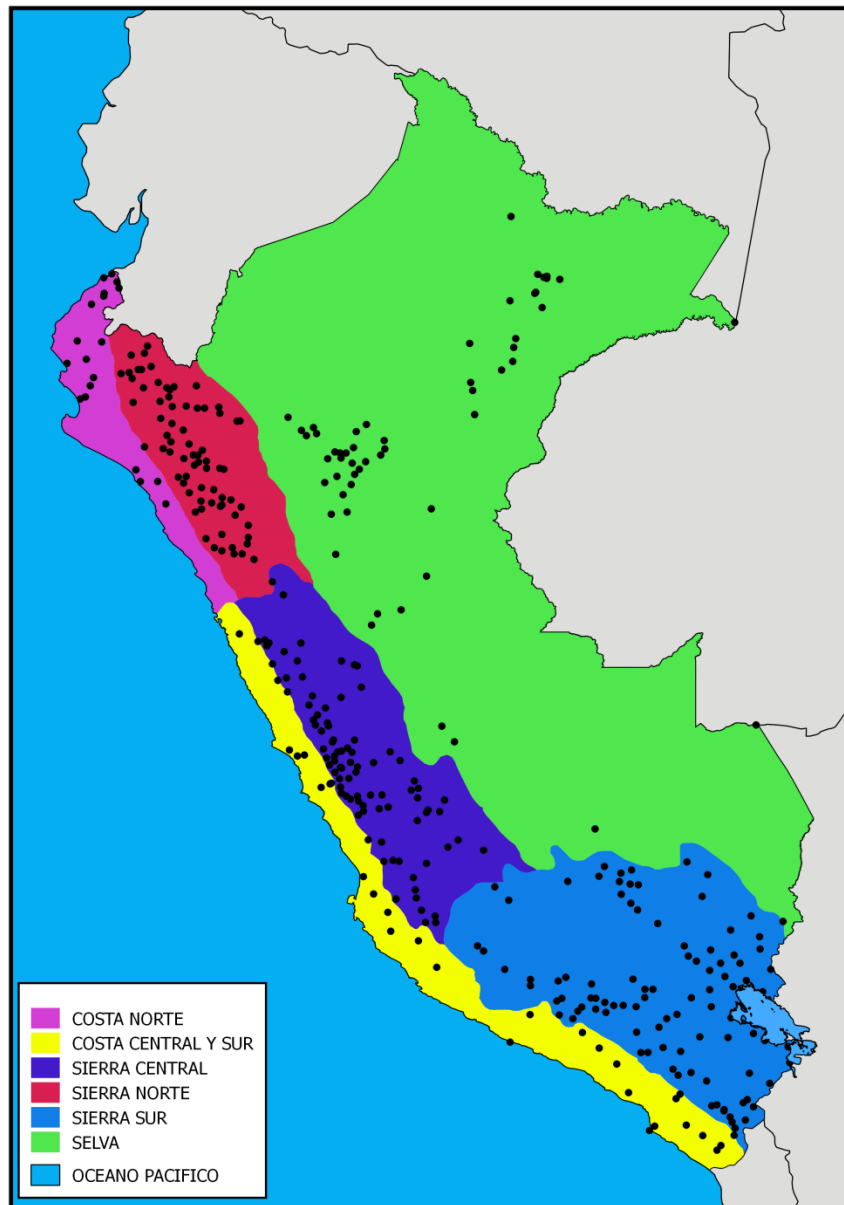 COSTA NORTE
COSTA CENTRAL Y SUR
SIERRA CENTRAL
SIERRA NORTE
SIERRA SUR
SELVA
OCEANO PACIFICO